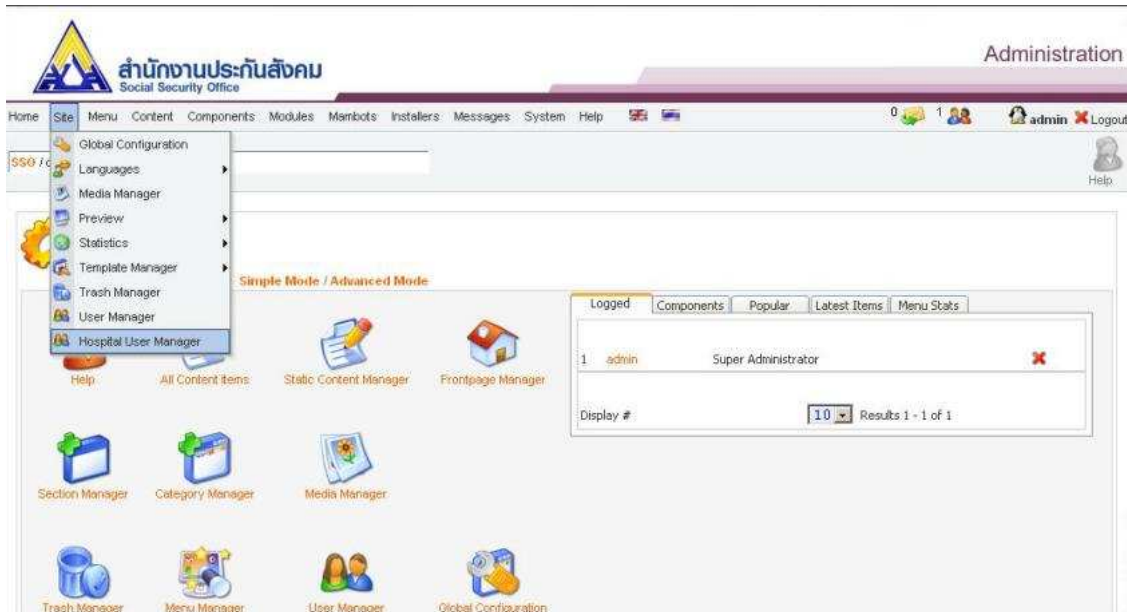 สำนักงานประกันสังคม
Social Security Office
Administration
Home Site Menu Content Components Modules Mambots Installers Messages System Help 0 1 admin Logout
SSO /
Help
Global Configuration
Languages
Media Manager
Preview
Statistics
Template Manager
Trash Manager
User Manager
Hospital User Manager
Simple Mode / Advanced Mode
Logged Components Popular Latest Items Menu Stats
1 admin Super Administrator
Display # 10 Results 1 - 1 of 1
Help All Content Items Static Content Manager Frontpage Manager
Section Manager Category Manager Media Manager
Trash Manager Menu Manager User Manager Global Configuration